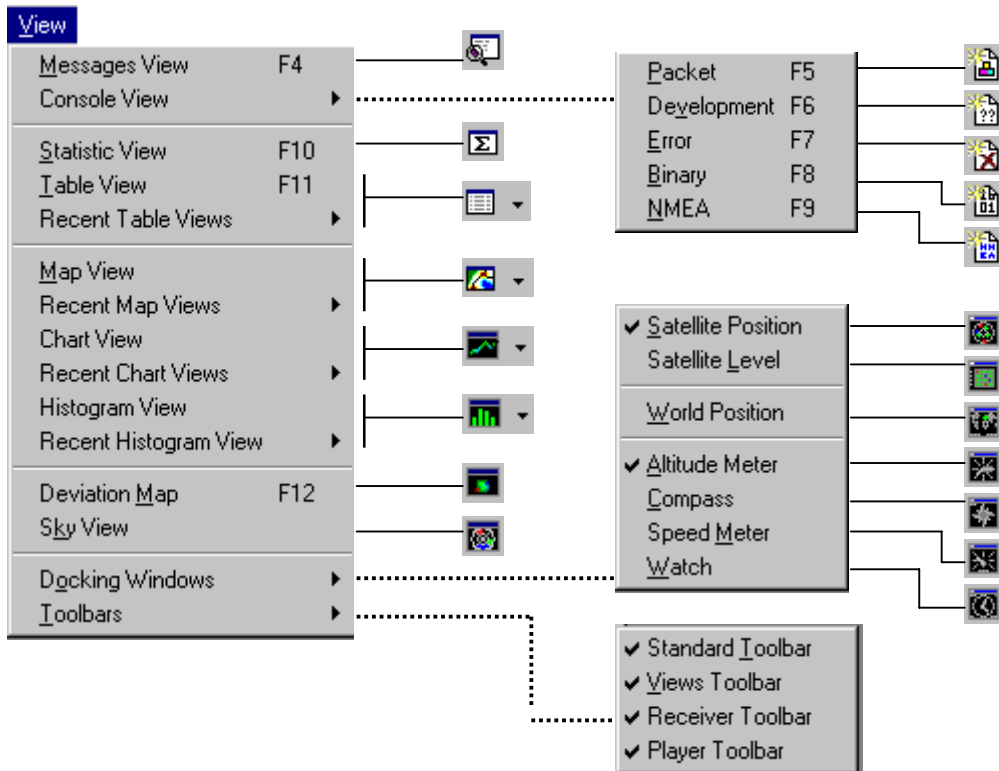 View
Messages View F4
Console View
Statistic View F10
Table View F11
Recent Table Views
Map View
Recent Map Views
Chart View
Recent Chart Views
Histogram View
Recent Histogram View
Deviation Map F12
Sky View
Docking Windows
Toolbars
Packet F5
Development F6
Error F7
Binary F8
NMEA F9
Satellite Position
Satellite Level
World Position
Altitude Meter
Compass
Speed Meter
Watch
Standard Toolbar
Views Toolbar
Receiver Toolbar
Player Toolbar
Σ
??